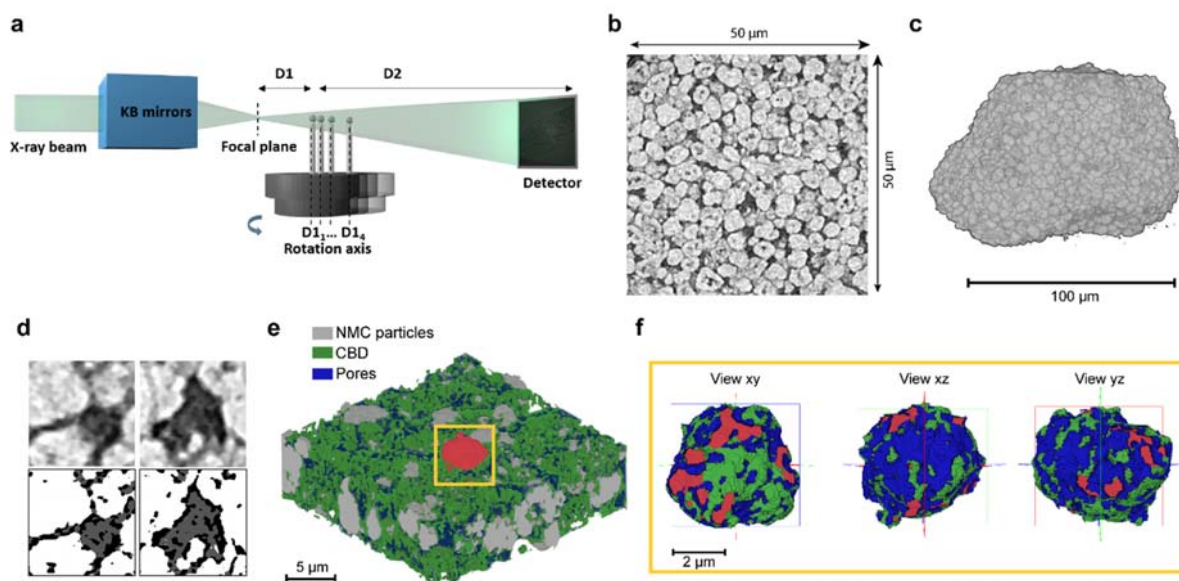 a
D1
D2
KB mirrors
X-ray beam
Focal plane
Detector
D1₁... D1₄
Rotation axis
b
50 µm
50 µm
c
100 µm
d
e
NMC particles
CBD
Pores
5 µm
f
View xy
View xz
View yz
2 µm